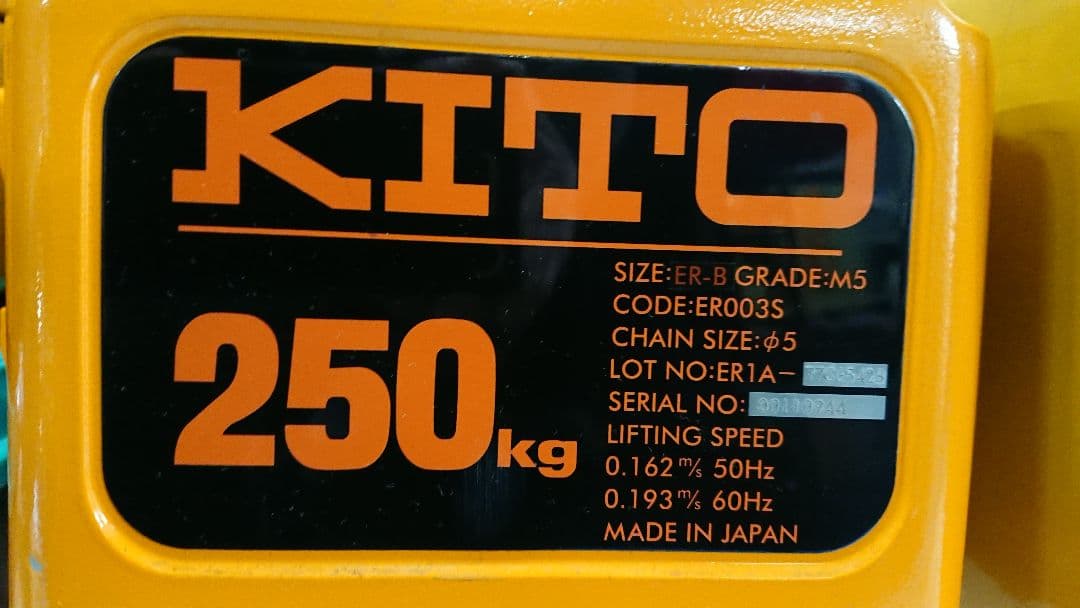 KITO
250kg
SIZE:ER-B GRADE:M5
CODE:ER003S
CHAIN SIZE:φ5
LOT NO:ER1A-
SERIAL NO:
LIFTING SPEED
0.162 m/s 50Hz
0.193 m/s 60Hz
MADE IN JAPAN